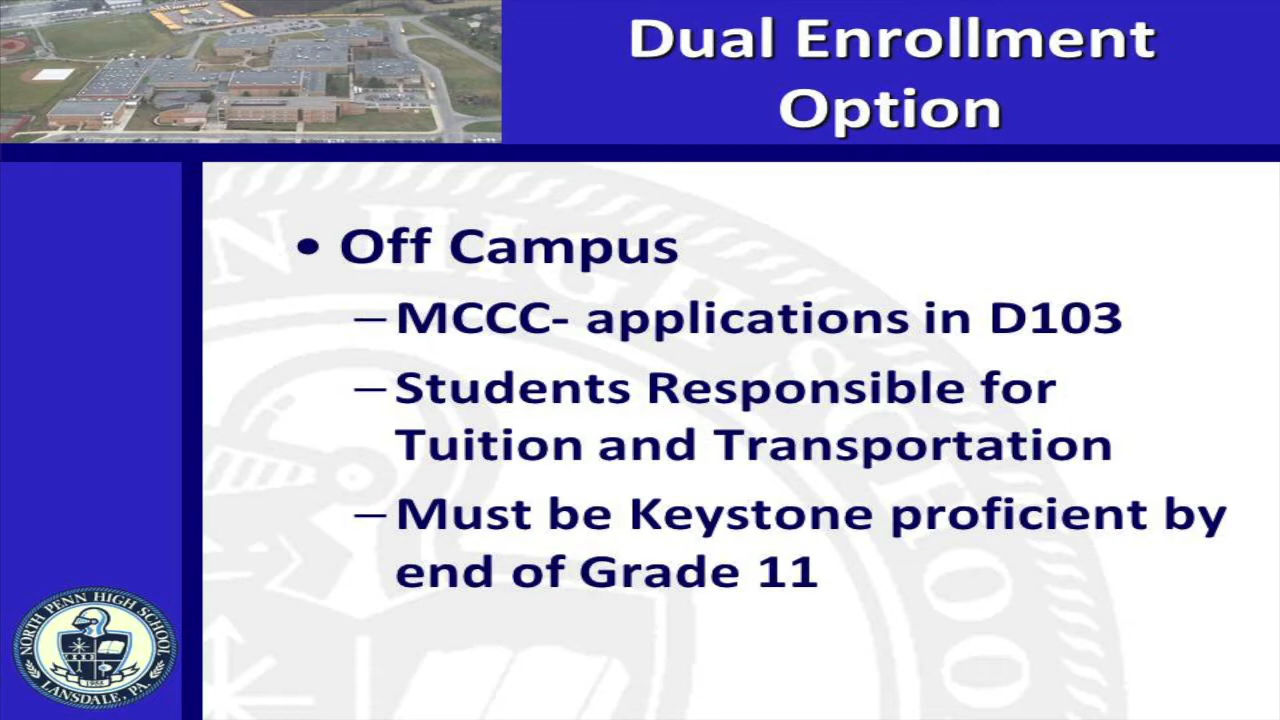 Dual Enrollment
Option
• Off Campus
–MCCC- applications in D103
–Students Responsible for
Tuition and Transportation
–Must be Keystone proficient by
end of Grade 11
NORTH PENN HIGH SCHOOL
LANSDALE, PA.